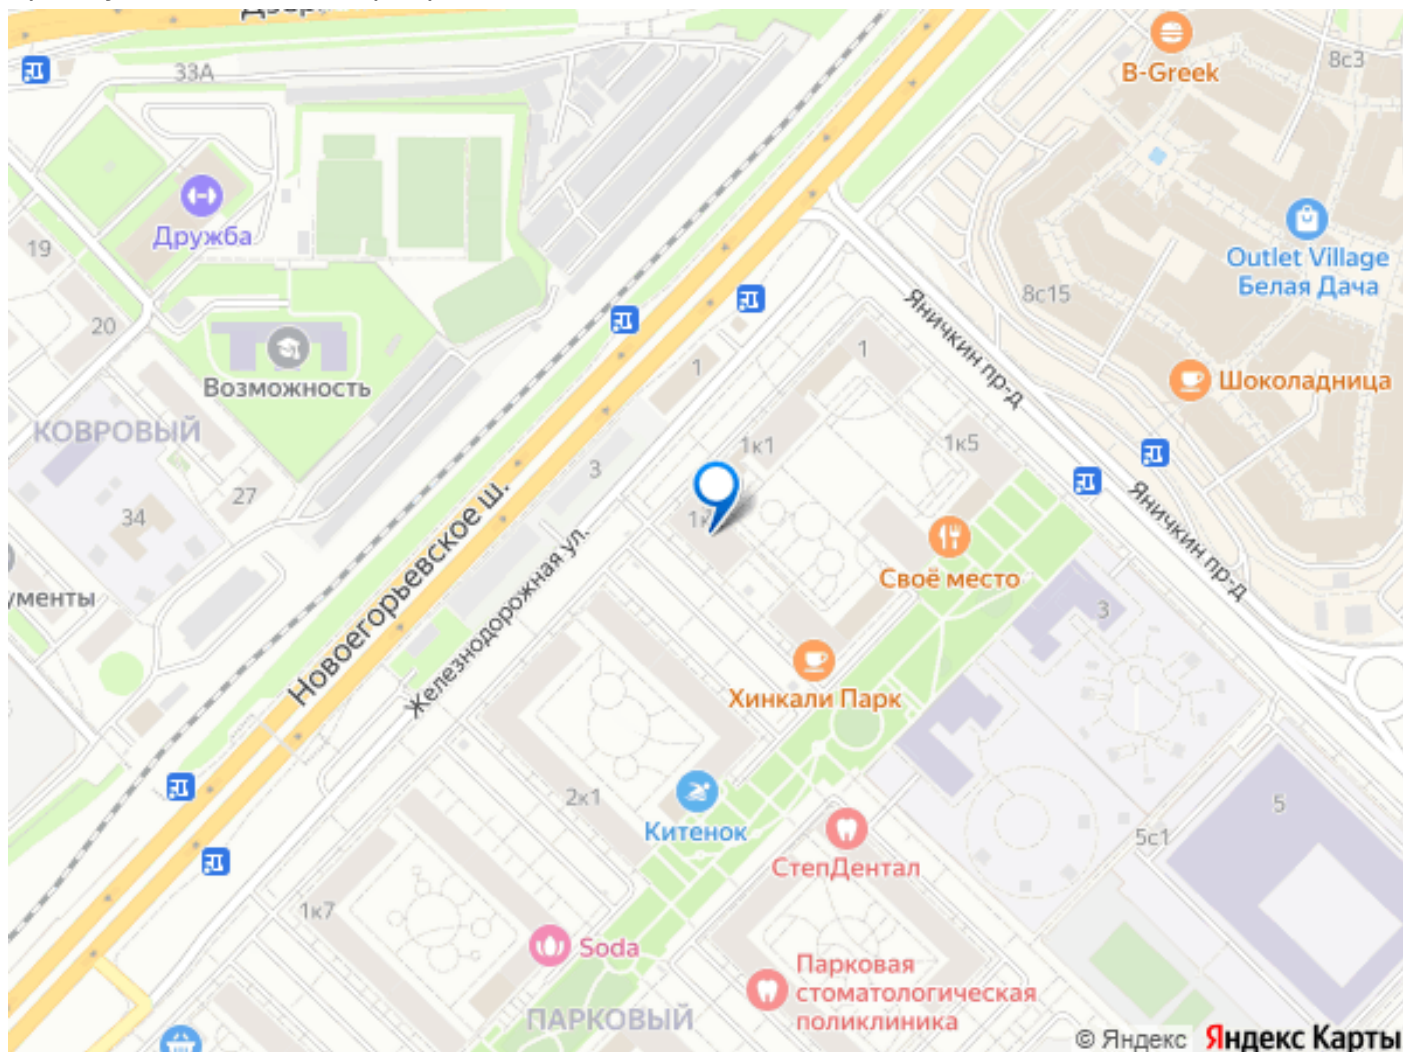 33А
B-Greek
8с3
Дружба
19
Outlet Village
Белая Дача
8с15
20
Яничкин пр-д
Возможность
1
1
Шоколадница
КОВРОВЫЙ
1к1
1к5
3
27
34
Новоегорьевское ш.
Яничкин пр-д
Своё место
Железнодорожная ул.
3
Хинкали Парк
2к1
Китенок
5
5с1
СтепДентал
1к7
Soda
Парковая
стоматологическая
поликлиника
ПАРКОВЫЙ
© Яндекс Яндекс Карты